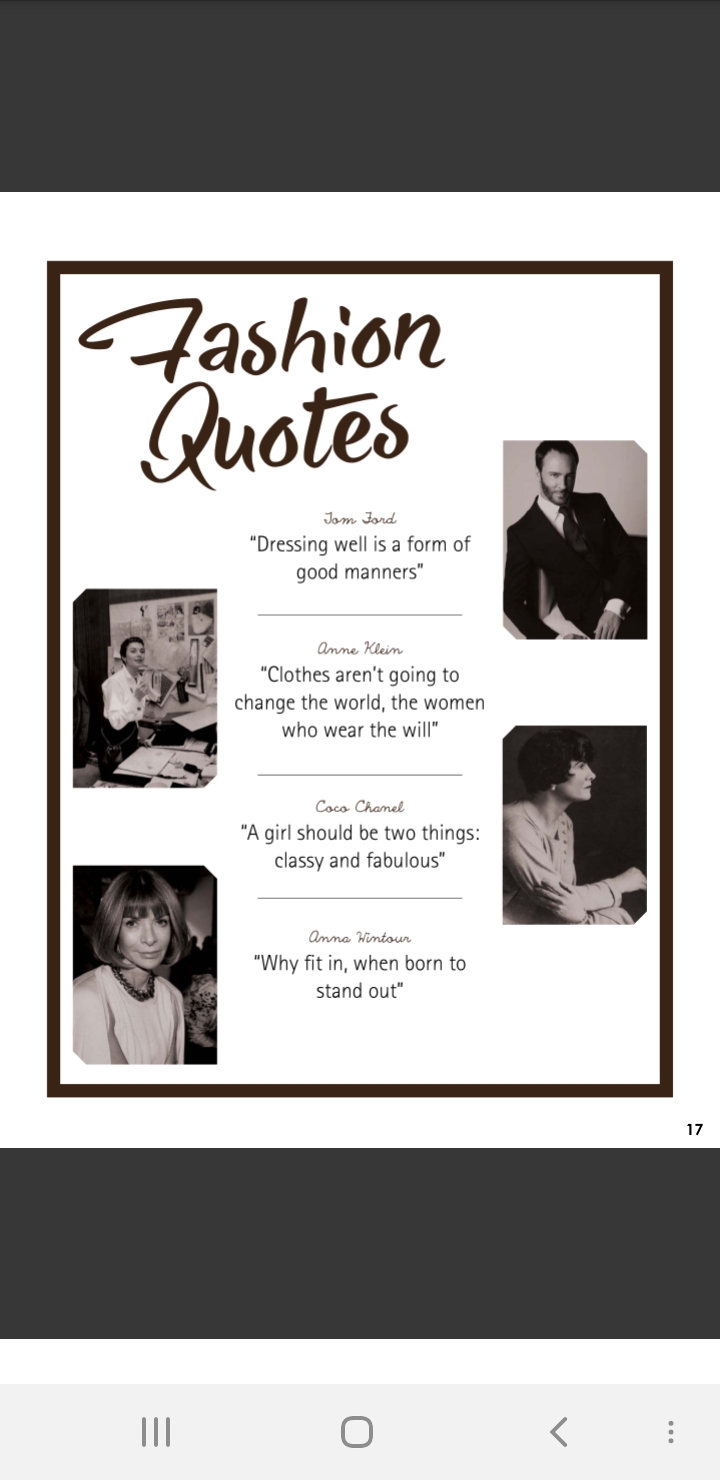 Fashion
Quotes
Tom Ford
“Dressing well is a form of
good manners”
Anne Klein
“Clothes aren’t going to
change the world, the women
who wear the will”
Coco Chanel
“A girl should be two things:
classy and fabulous”
Anna Wintour
“Why fit in, when born to
stand out”
17